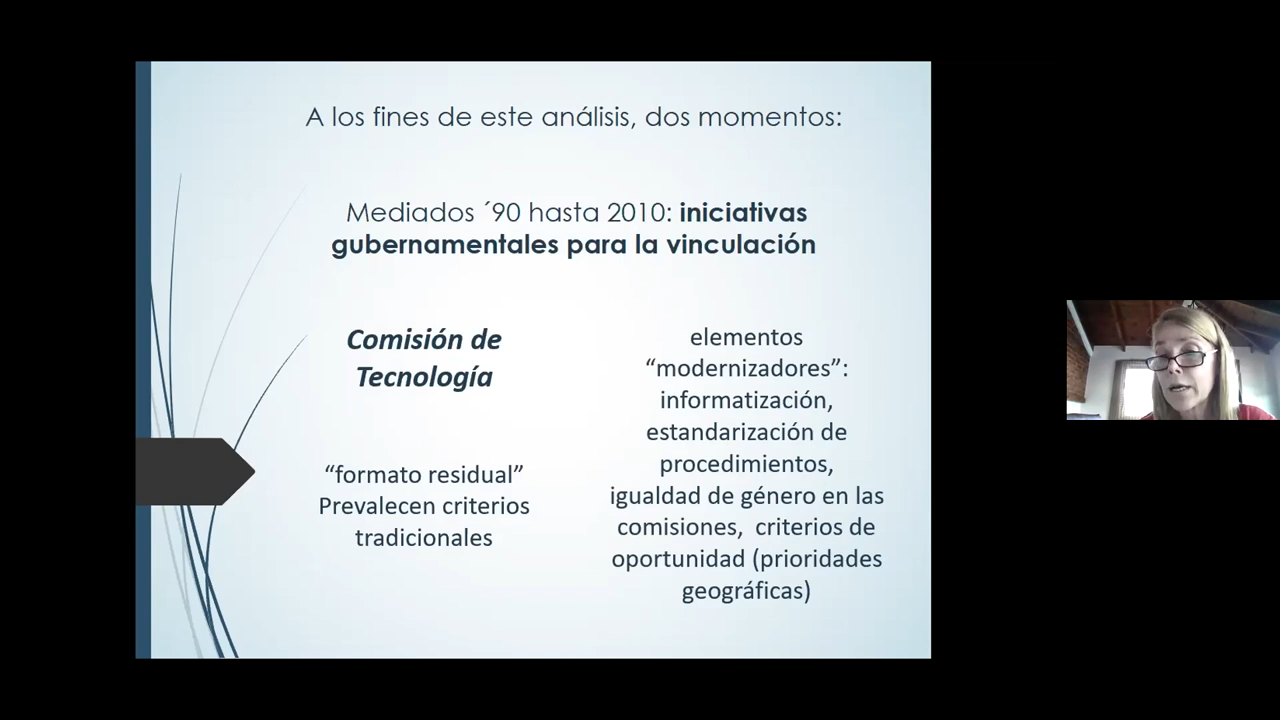 A los fines de este análisis, dos momentos:
Mediados ´90 hasta 2010: iniciativas
gubernamentales para la vinculación
Comisión de
Tecnología
“formato residual”
Prevalecen criterios
tradicionales
elementos
“modernizadores”:
informatización,
estandarización de
procedimientos,
igualdad de género en las
comisiones,  criterios de
oportunidad (prioridades
geográficas)